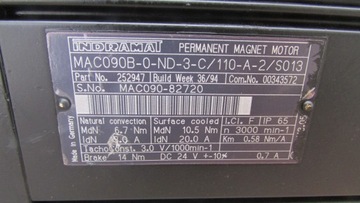 INDRAMAT PERMANENT MAGNET MOTOR
MAC090B-0-ND-3-C/110-A-2/S013
Part No. 252947 Build Week 36/94 Com No. 00343572
S.-No. MAC090-82720
Made in Germany
Natural convection Surface cooled I.Cl. F IP 65
MdN 6.7 Nm MdN 10.5 Nm n 3000 min-1
IdN A IdN 20.0 A Km 0.58 Nm/A
Tachoconst. 3.0 V/1000min-1
Brake 14 Nm DC 24 V +-10% 0.7 A